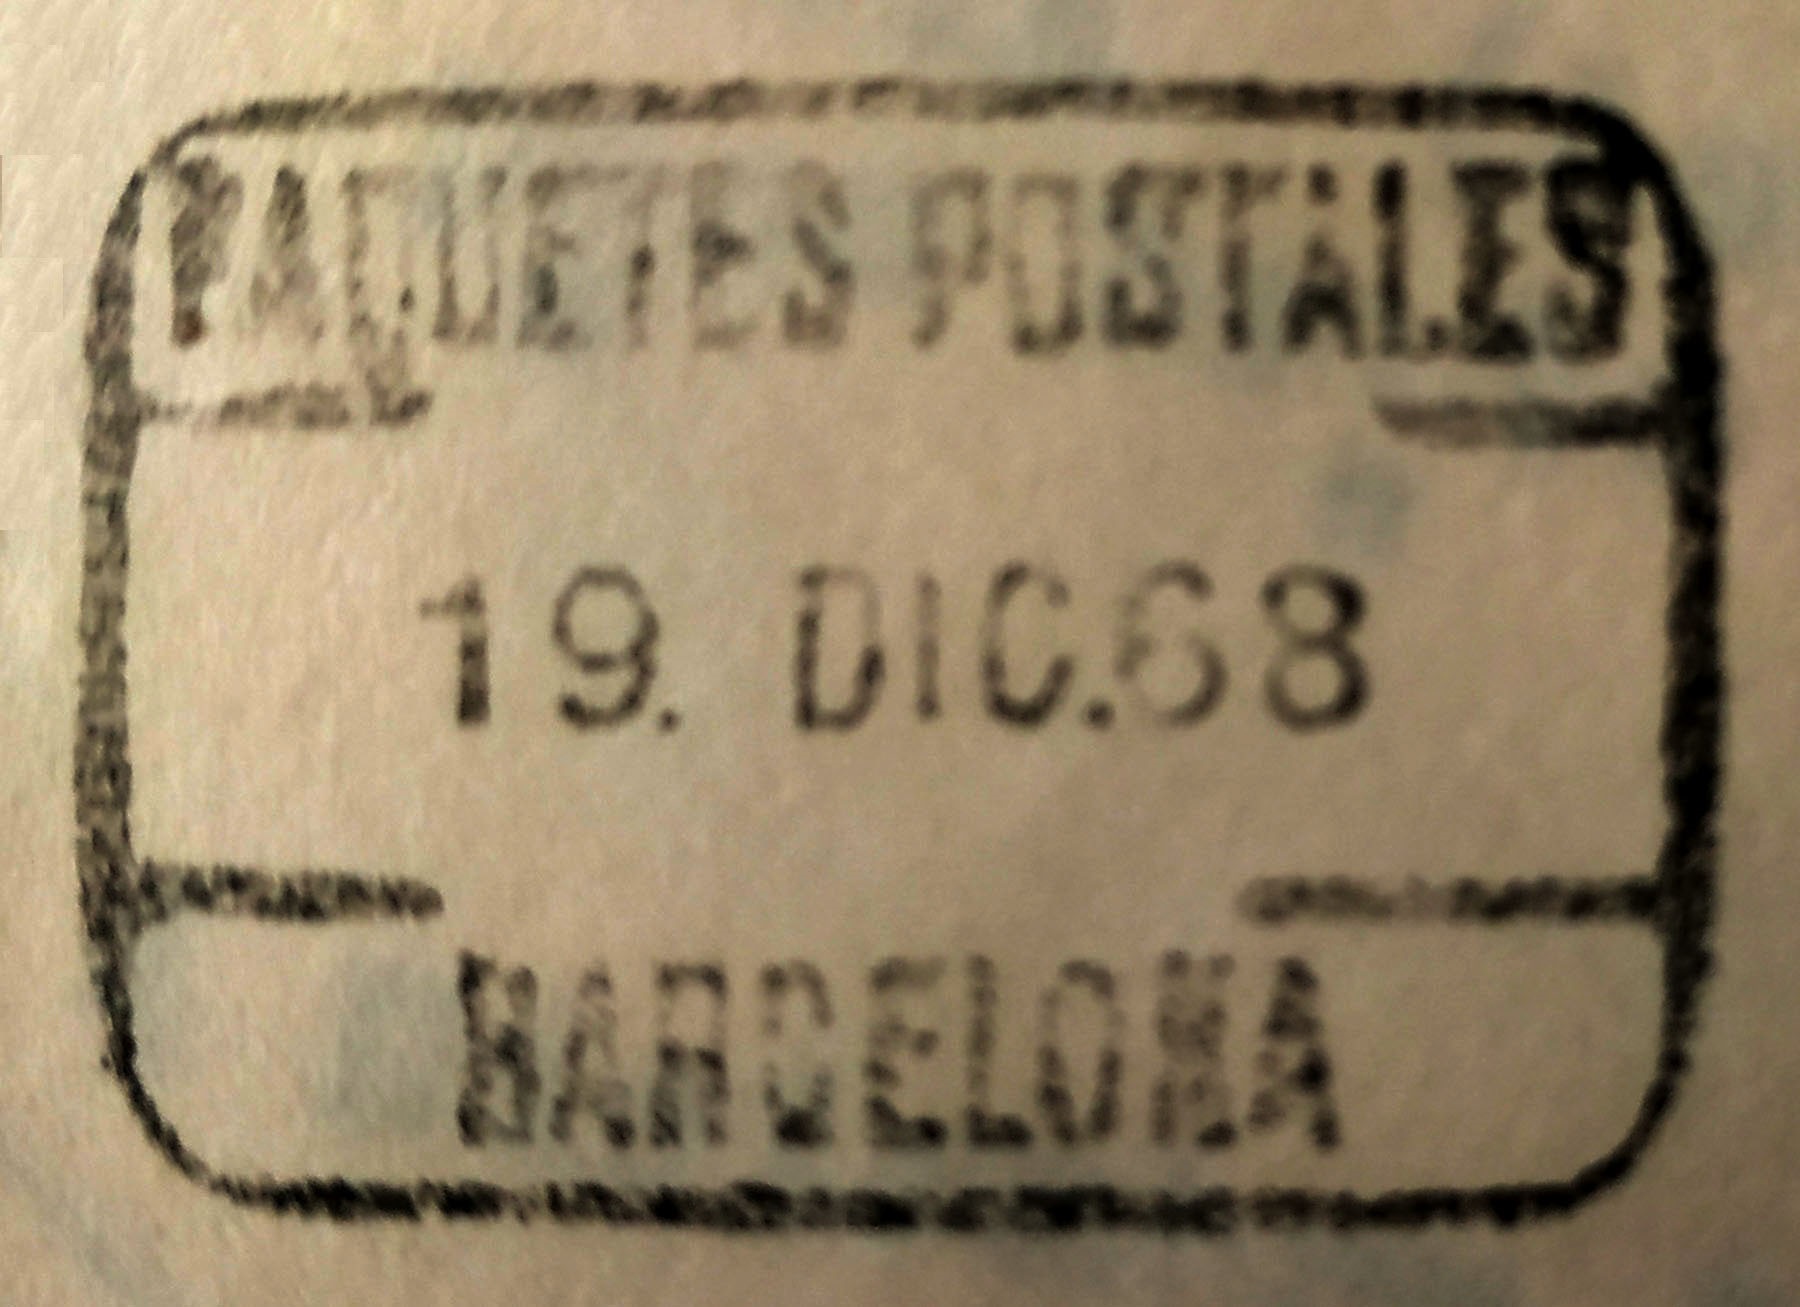 PAQUETES POSTALES
19. DIC.68
BARCELONA